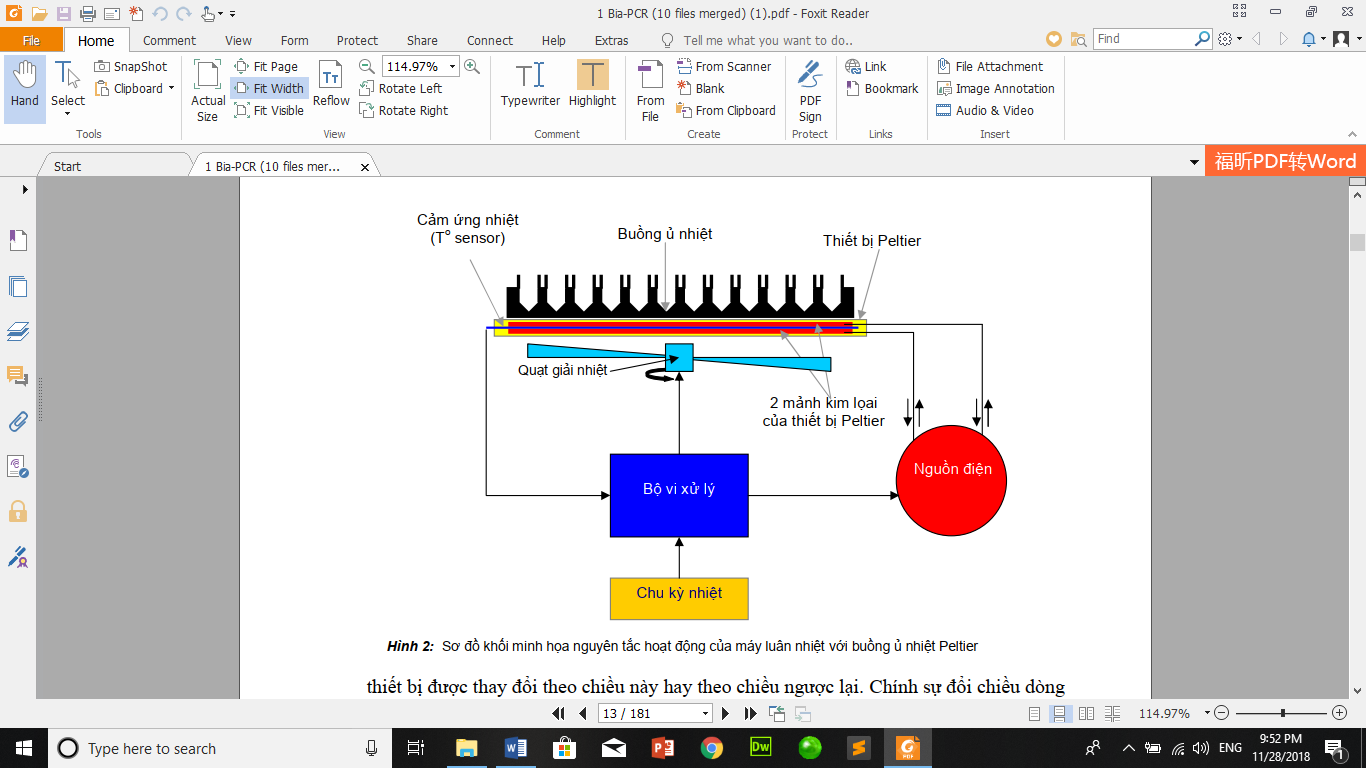 1 Bia-PCR (10 files merged) (1).pdf - Foxit Reader
File
Home
Comment
View
Form
Protect
Share
Connect
Help
Extras
Tell me what you want to do..
Find
Hand
Select
SnapShot
Clipboard
Tools
Actual
Size
Fit Page
Fit Width
Fit Visible
Reflow
114.97%
Rotate Left
Rotate Right
View
Typewriter
Highlight
Comment
From
File
From Scanner
Blank
From Clipboard
Create
PDF
Sign
Protect
Link
Bookmark
Links
File Attachment
Image Annotation
Audio & Video
Insert
Start
1 Bia-PCR (10 files mer...
福昕PDF转Word
Cảm ứng nhiệt
(T° sensor)
Buồng ủ nhiệt
Thiết bị Peltier
Quạt giải nhiệt
2 mảnh kim lọai
của thiết bị Peltier
Bộ vi xử lý
Nguồn điện
Chu kỳ nhiệt
Hình 2: Sơ đồ khối minh họa nguyên tắc hoạt động của máy luân nhiệt với buồng ủ nhiệt Peltier
thiết bị được thay đổi theo chiều này hay theo chiều ngược lại. Chính sự đổi chiều dòng
13 / 181
114.97%
Type here to search
ENG
9:52 PM
11/28/2018